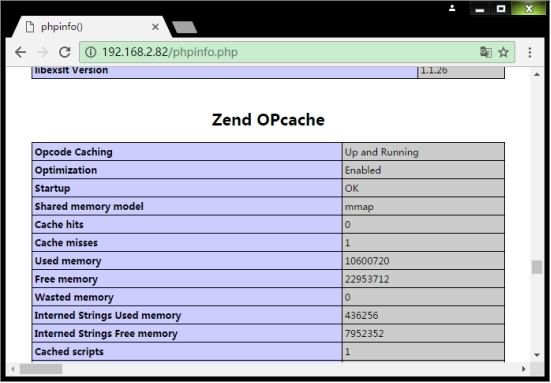 phpinfo()
192.168.2.82/phpinfo.php
libexslt Version 1.1.26
Zend OPcache
Opcode Caching Up and Running
Optimization Enabled
Startup OK
Shared memory model mmap
Cache hits 0
Cache misses 1
Used memory 10600720
Free memory 22953712
Wasted memory 0
Interned Strings Used memory 436256
Interned Strings Free memory 7952352
Cached scripts 1